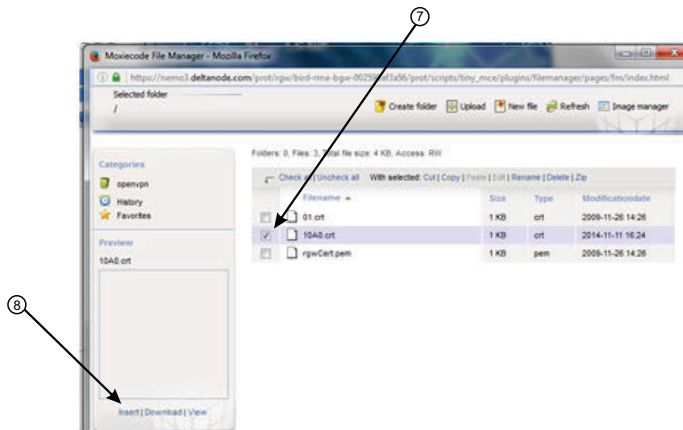 ⑦
Moxiecode File Manager - Mozilla Firefox
Selected folder
/
Create folder Upload New file Refresh Image manager
Folders: 0, Files: 3, Total file size: 4 KB, Access: RW
Categories
openvpn
History
Favorites
Check all | Uncheck all With selected: Cut | Copy | Paste | Edit | Rename | Delete | Zip
Filename Size Type Modificationdate
01.crt 1 KB crt 2009-11-26 14:26
10A0.crt 1 KB crt 2014-11-11 16:24
rgwCert.pem 1 KB pem 2009-11-26 14:26
Preview
10A0.crt
⑧
Insert | Download | View